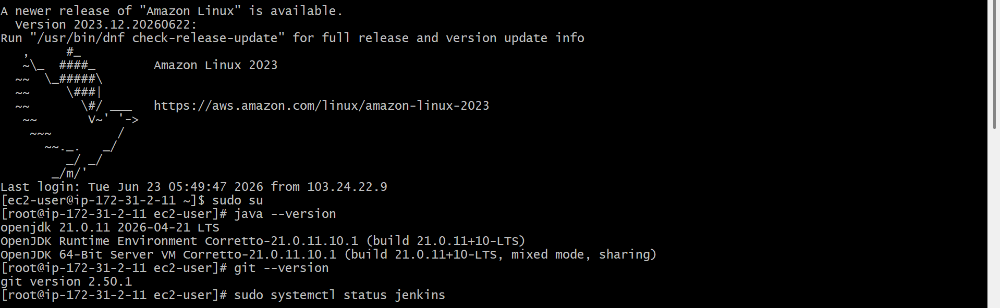 A newer release of "Amazon Linux" is available.
  Version 2023.12.20260622:
Run "/usr/bin/dnf check-release-update" for full release and version update info
   ,     #_
   ~\_  ####_        Amazon Linux 2023
  ~~  \_#####\
  ~~     \###|
  ~~       \#/ ___   https://aws.amazon.com/linux/amazon-linux-2023
   ~~       V~' '->
    ~~~         /
      ~~._.   _/
         _/ _/
       _/m/'
Last login: Tue Jun 23 05:49:47 2026 from 103.24.22.9
[ec2-user@ip-172-31-2-11 ~]$ sudo su
[root@ip-172-31-2-11 ec2-user]# java --version
openjdk 21.0.11 2026-04-21 LTS
OpenJDK Runtime Environment Corretto-21.0.11.10.1 (build 21.0.11+10-LTS)
OpenJDK 64-Bit Server VM Corretto-21.0.11.10.1 (build 21.0.11+10-LTS, mixed mode, sharing)
[root@ip-172-31-2-11 ec2-user]# git --version
git version 2.50.1
[root@ip-172-31-2-11 ec2-user]# sudo systemctl status jenkins